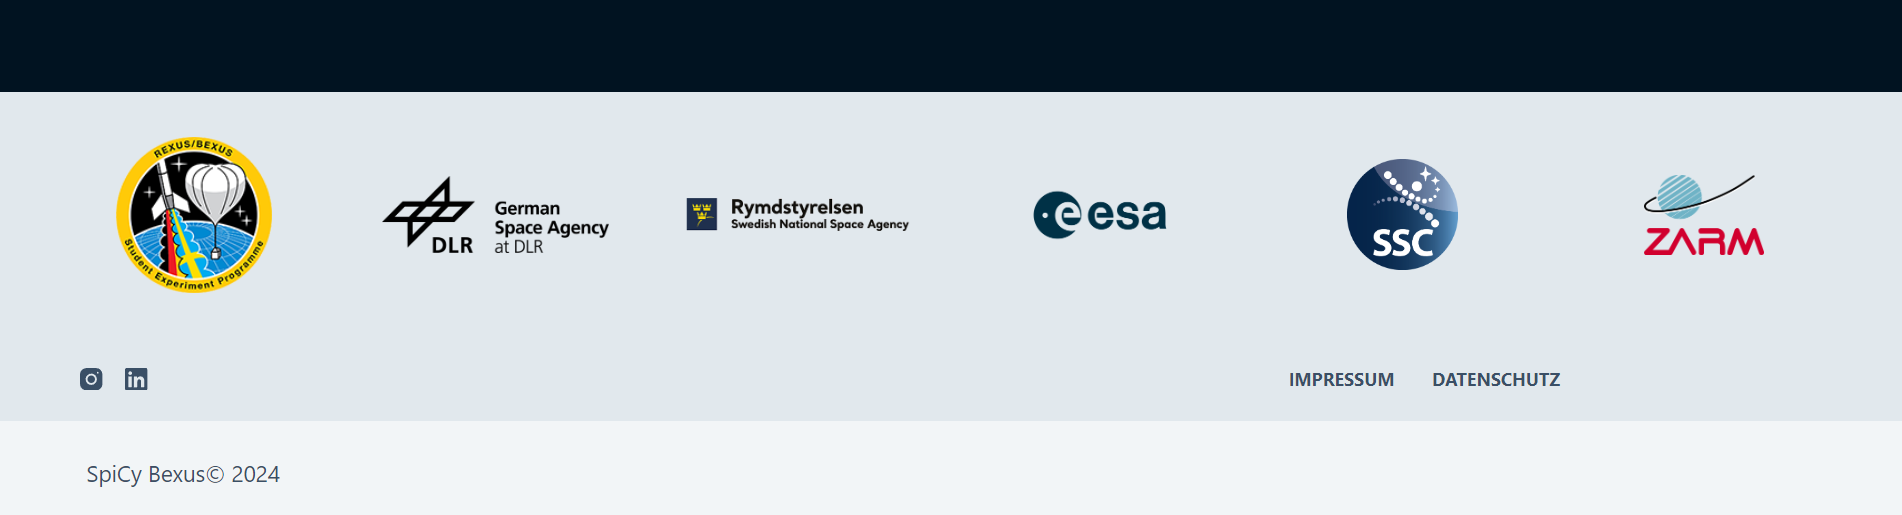 REXUS/BEXUS
Student Experiment Programme
DLR
German
Space Agency
at DLR
Rymdstyrelsen
Swedish National Space Agency
esa
SSC
ZARM
IMPRESSUM
DATENSCHUTZ
SpiCy Bexus© 2024